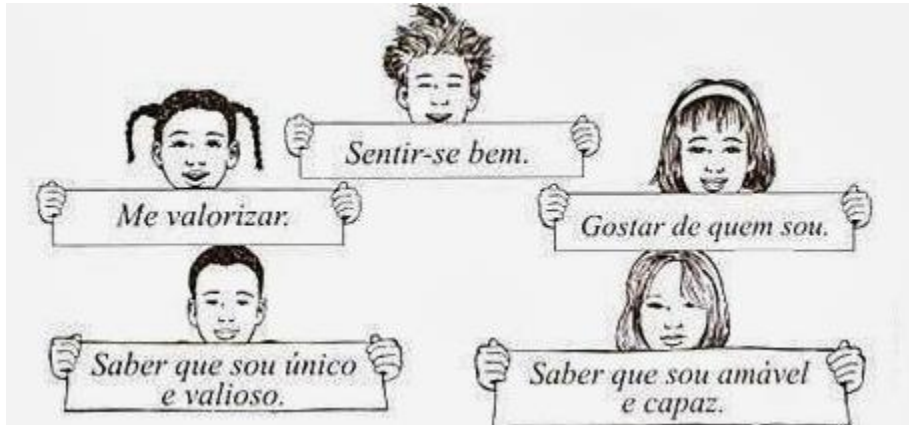 Sentir-se bem.
Me valorizar.
Gostar de quem sou.
Saber que sou único
e valioso.
Saber que sou amável
e capaz.